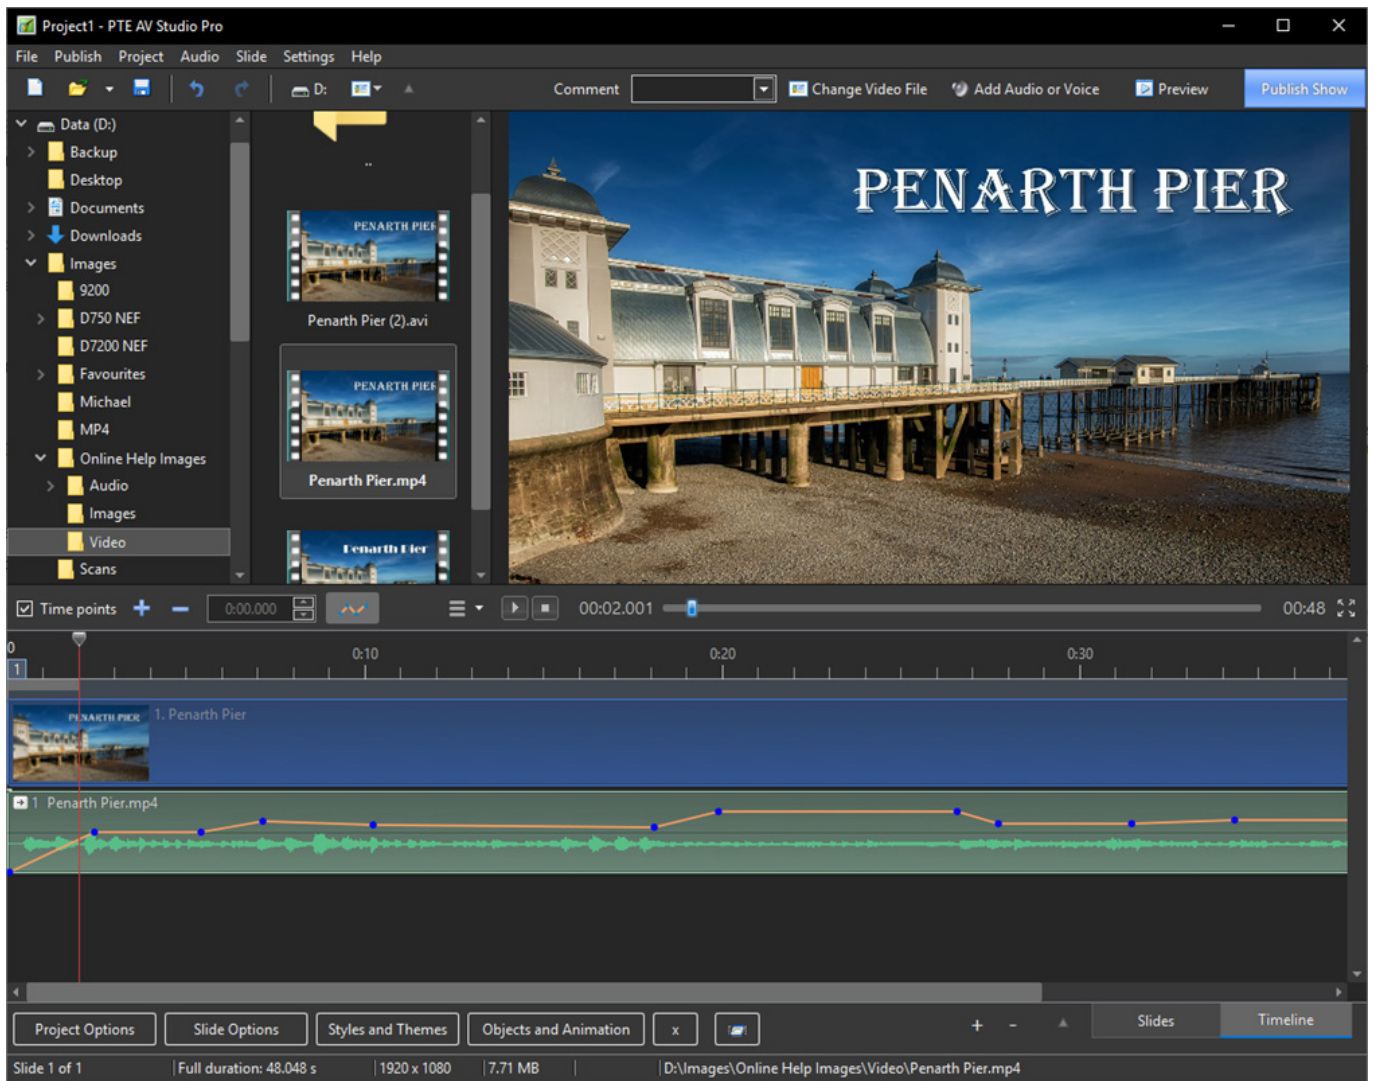 Project1 - PTE AV Studio Pro
File Publish Project Audio Slide Settings Help
D: Comment Change Video File Add Audio or Voice Preview Publish Show
Data (D:)
Backup
Desktop
Documents
Downloads
Images
9200
D750 NEF
D7200 NEF
Favourites
Michael
MP4
Online Help Images
Audio
Images
Video
Scans
..
PENARTH PIER
Penarth Pier (2).avi
PENARTH PIER
Penarth Pier.mp4
Penarth Pier
PENARTH PIER
Time points 0:00.000 00:02.001 00:48
0 0:10 0:20 0:30
1
PENARTH PIER 1. Penarth Pier
1 Penarth Pier.mp4
Project Options Slide Options Styles and Themes Objects and Animation x + - Slides Timeline
Slide 1 of 1 Full duration: 48.048 s 1920 x 1080 7.71 MB D:\Images\Online Help Images\Video\Penarth Pier.mp4